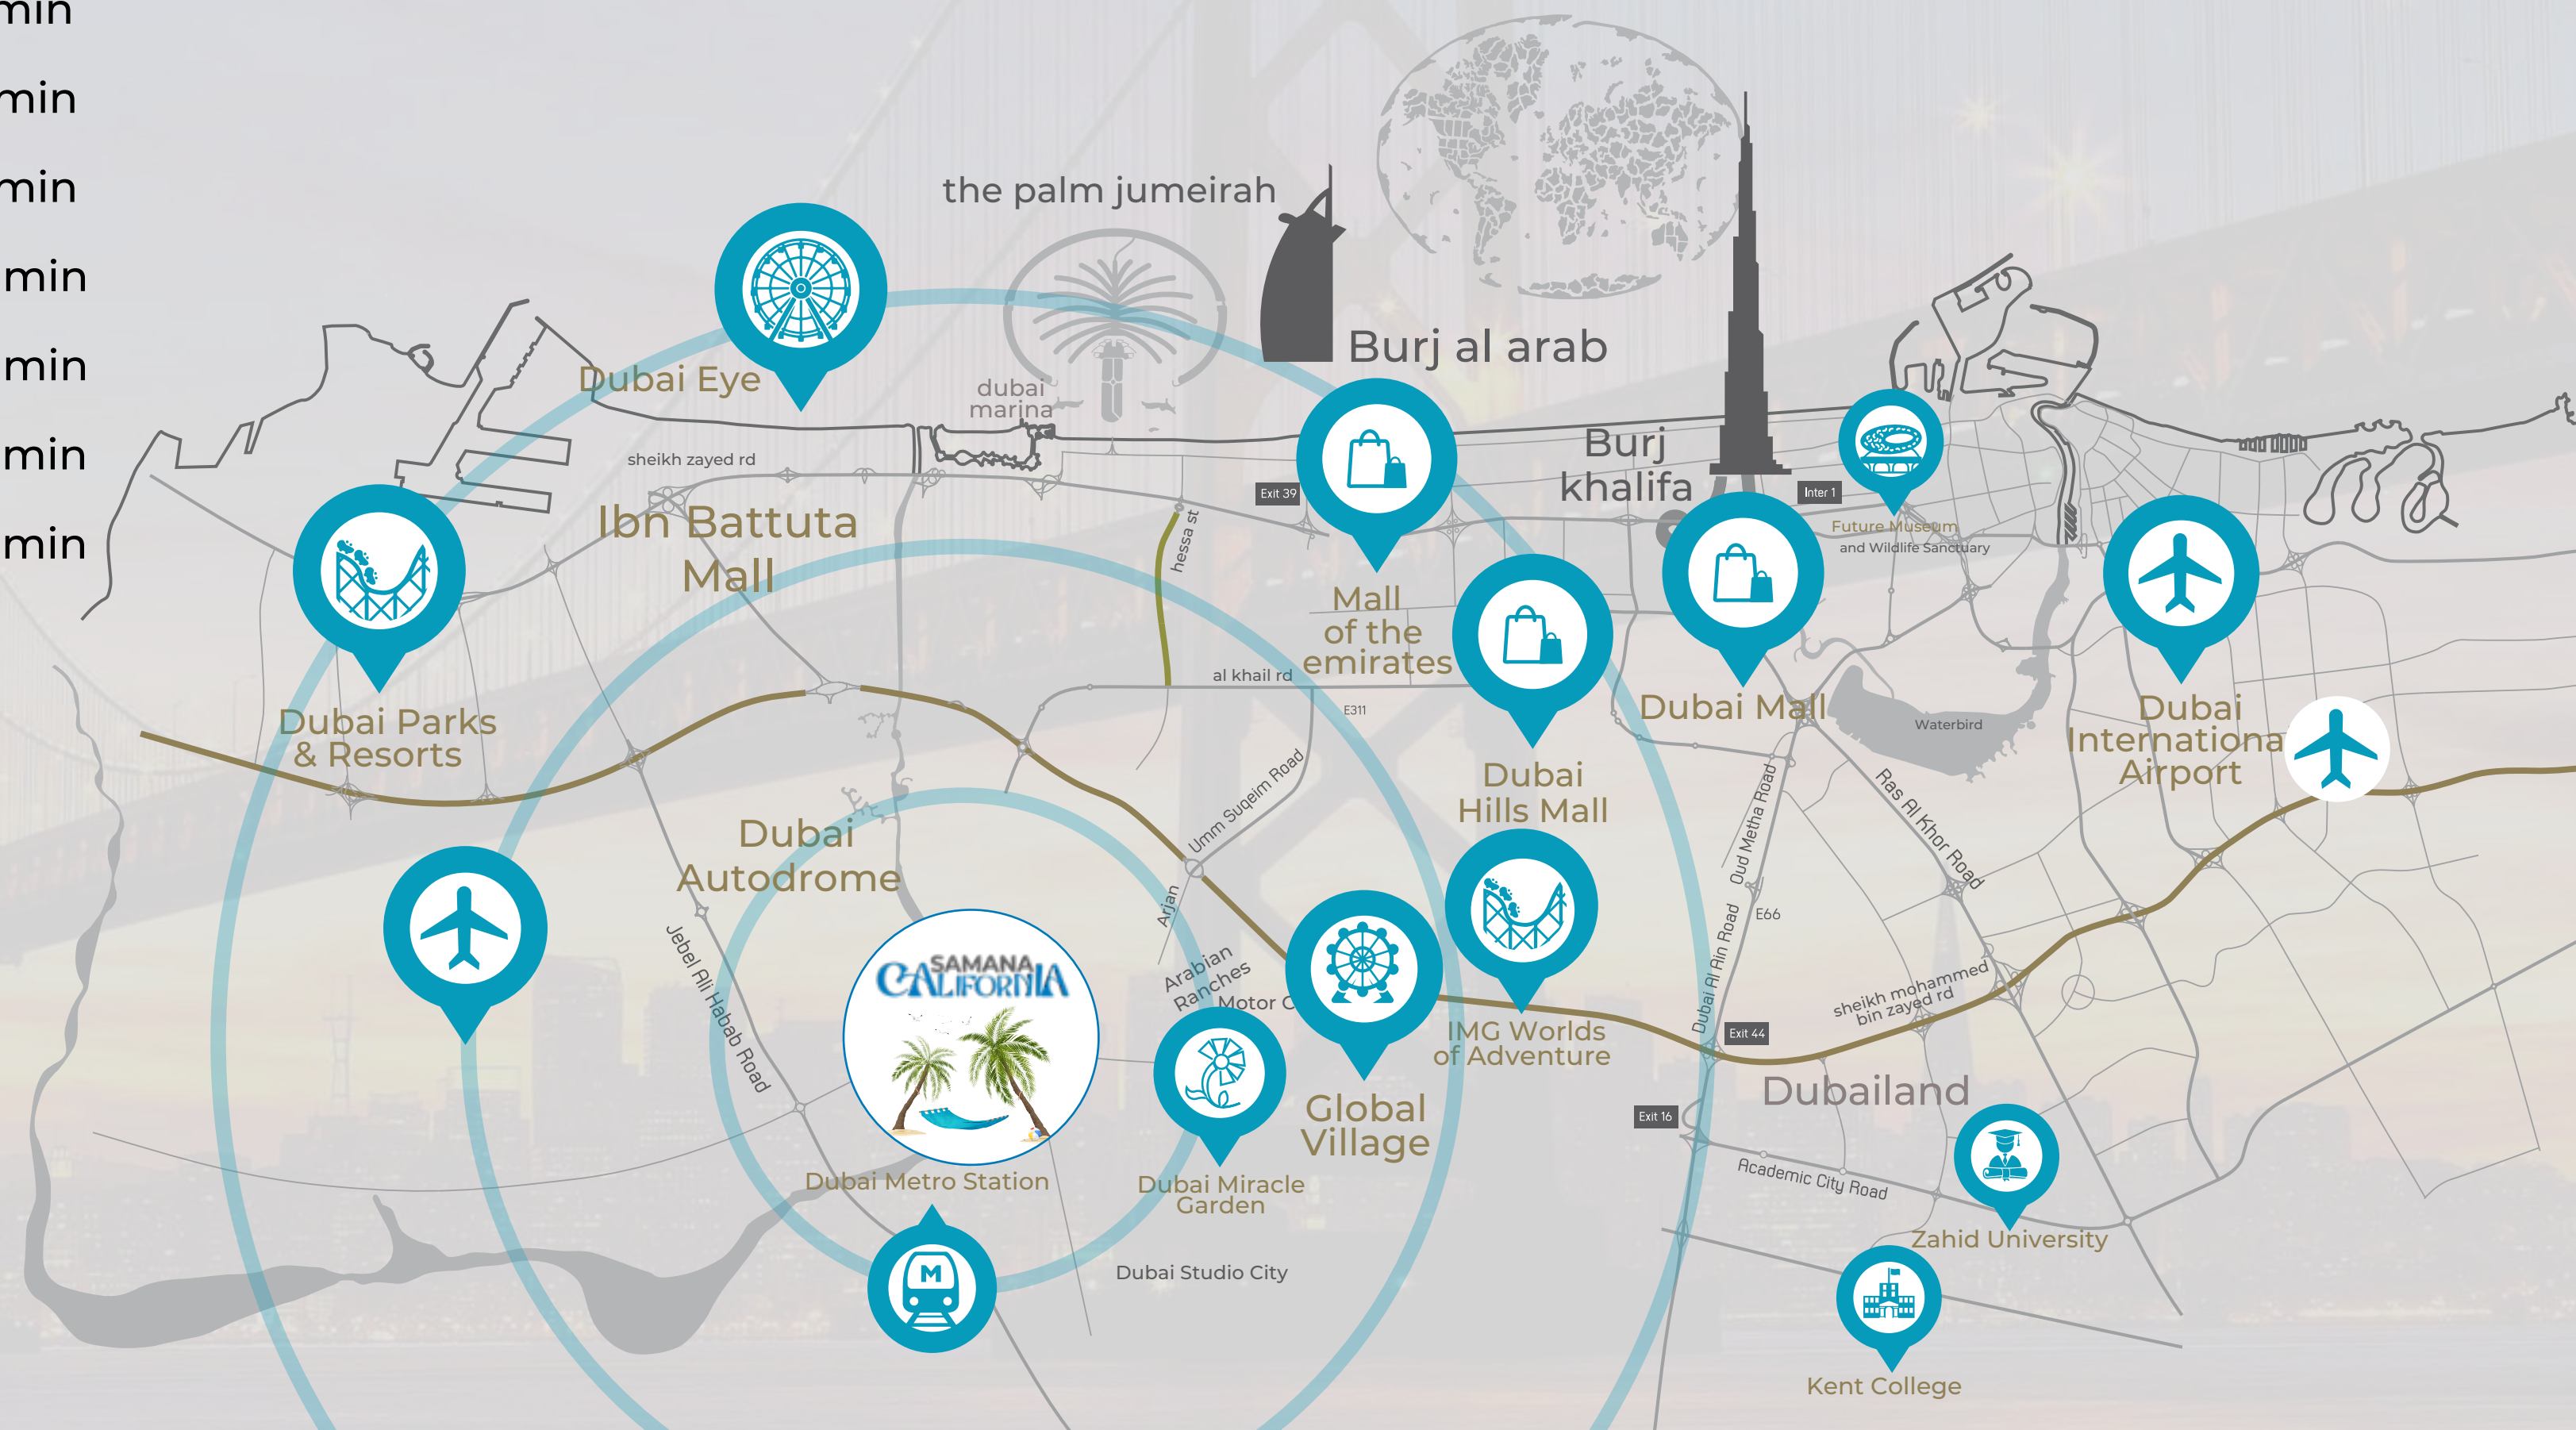 min
min
min
min
min
min
min
the palm jumeirah
Burj al arab
Dubai Eye
dubai
marina
sheikh zayed rd
Ibn Battuta
Mall
Exit 39
hessa st
Burj
khalifa
Inter 1
Future Museum
and Wildlife Sanctuary
Mall
of the
emirates
al khail rd
E311
Dubai Parks
& Resorts
Dubai Mall
Waterbird
Dubai
Internationa
Airport
Dubai
Hills Mall
Umm Suqeim Road
Oud Metha Road
Ras Al Khor Road
Dubai
Autodrome
Arjan
E66
Jebel Ali Habab Road
SAMANA
CALIFORNIA
Arabian
Ranches
Motor C
Dubai Al Ain Road
sheikh mohammed
bin zayed rd
IMG Worlds
of Adventure
Exit 44
Dubailand
Global
Village
Exit 16
Academic City Road
Dubai Metro Station
Dubai Miracle
Garden
Zahid University
M
Dubai Studio City
Kent College